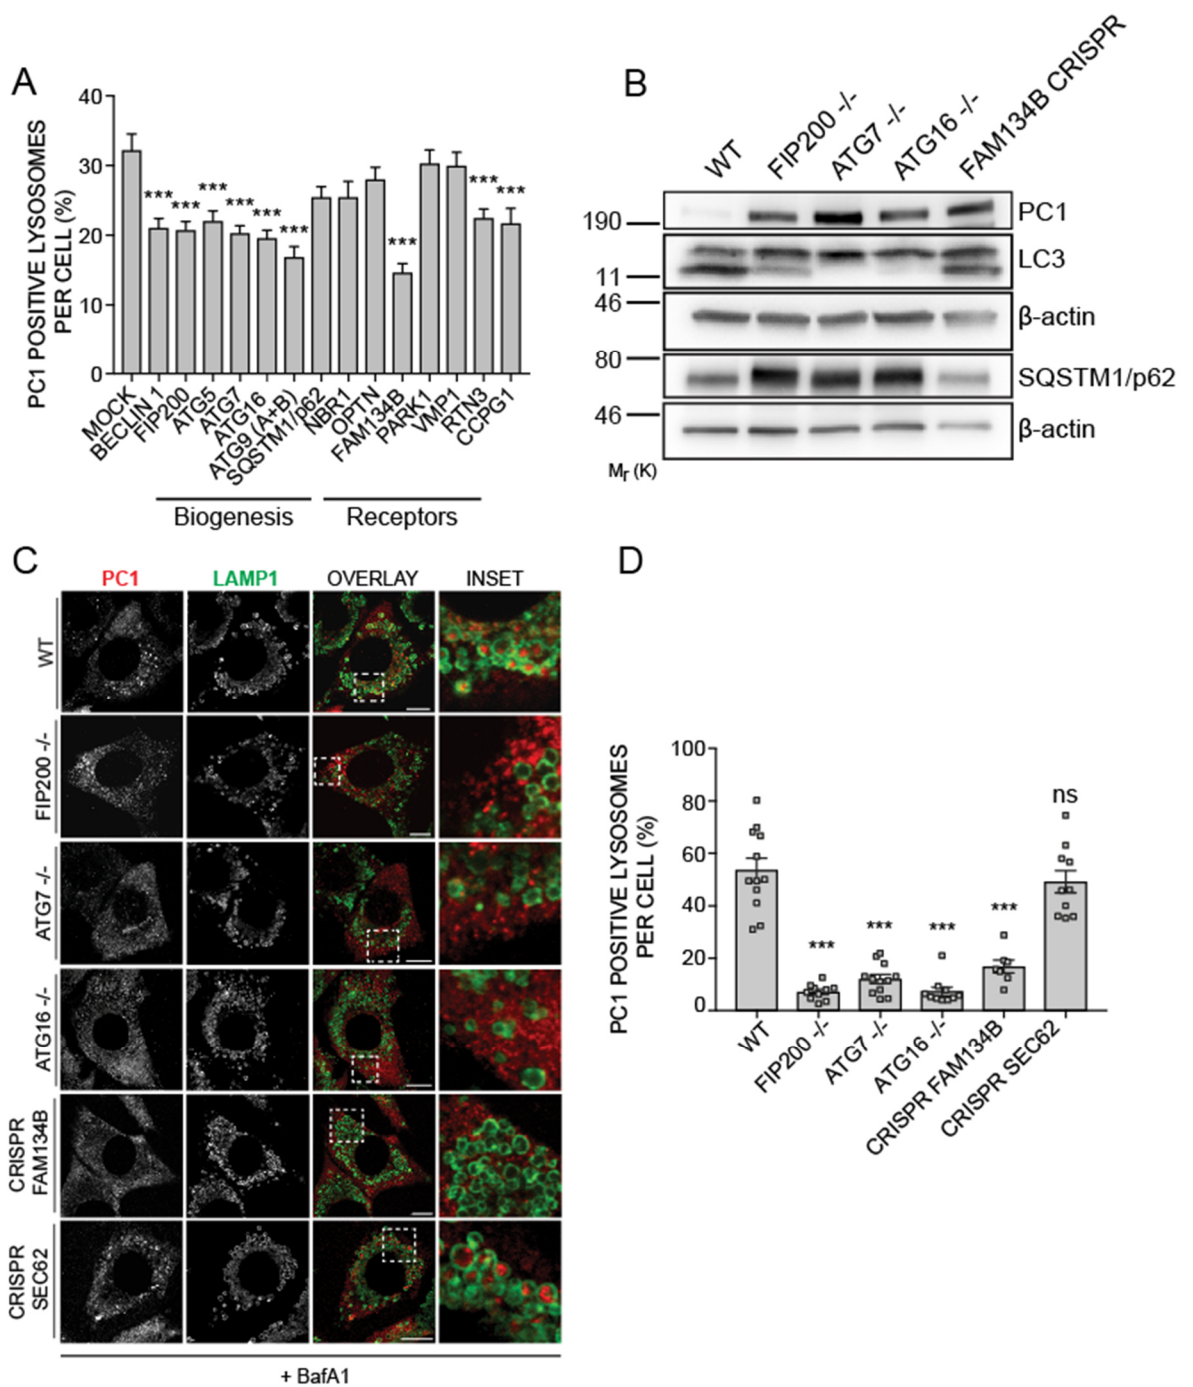 A
PC1 POSITIVE LYSOSOMES
PER CELL (%)
40
30
20
10
0
***
***
***
***
***
***
***
***
***
MOCK
BECLIN 1
FIP200
ATG5
ATG7
ATG16
ATG9 (A+B)
SQSTM1/p62
NBR1
OPTN
FAM134B
PARK1
VMP1
RTN3
CCPG1
Biogenesis
Receptors
B
WT
FIP200 -/-
ATG7 -/-
ATG16 -/-
FAM134B CRISPR
190
PC1
LC3
11
46
β-actin
80
SQSTM1/p62
46
β-actin
Mr (K)
C
PC1
LAMP1
OVERLAY
INSET
WT
FIP200 -/-
ATG7 -/-
ATG16 -/-
CRISPR
FAM134B
CRISPR
SEC62
+ BafA1
D
PC1 POSITIVE LYSOSOMES
PER CELL (%)
100
80
60
40
20
0
***
***
***
***
ns
WT
FIP200 -/-
ATG7 -/-
ATG16 -/-
CRISPR FAM134B
CRISPR SEC62